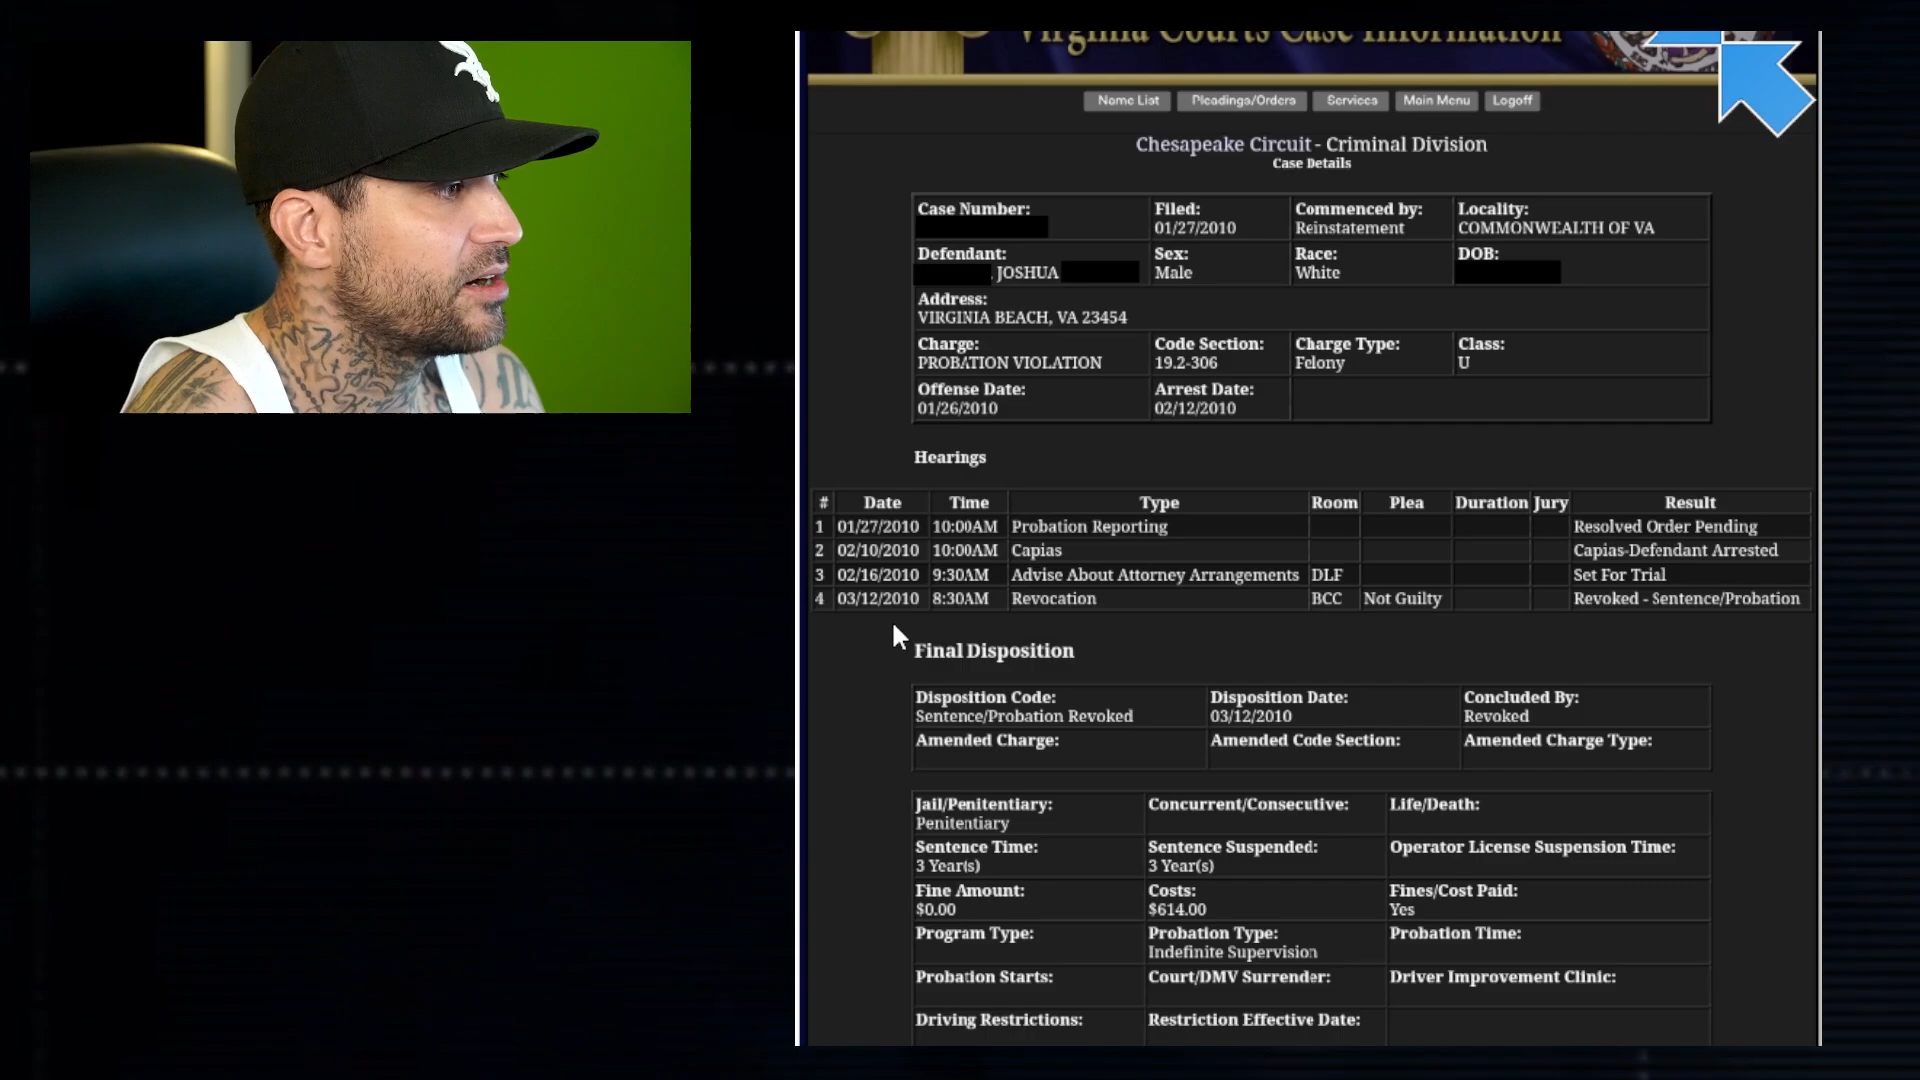 Virginia Courts Case Information
Name List Pleadings/Orders Services Main Menu Logoff
Chesapeake Circuit - Criminal Division
Case Details
Case Number: Filed: Commenced by: Locality:
01/27/2010 Reinstatement COMMONWEALTH OF VA
Defendant: Sex: Race: DOB:
, JOSHUA Male White
Address:
VIRGINIA BEACH, VA 23454
Charge: Code Section: Charge Type: Class:
PROBATION VIOLATION 19.2-306 Felony U
Offense Date: Arrest Date:
01/26/2010 02/12/2010
Hearings
# Date Time Type Room Plea Duration Jury Result
1 01/27/2010 10:00AM Probation Reporting Resolved Order Pending
2 02/10/2010 10:00AM Capias Capias-Defendant Arrested
3 02/16/2010 9:30AM Advise About Attorney Arrangements DLF Set For Trial
4 03/12/2010 8:30AM Revocation BCC Not Guilty Revoked - Sentence/Probation
Final Disposition
Disposition Code: Disposition Date: Concluded By:
Sentence/Probation Revoked 03/12/2010 Revoked
Amended Charge: Amended Code Section: Amended Charge Type:
Jail/Penitentiary: Concurrent/Consecutive: Life/Death:
Penitentiary
Sentence Time: Sentence Suspended: Operator License Suspension Time:
3 Year(s) 3 Year(s)
Fine Amount: Costs: Fines/Cost Paid:
$0.00 $614.00 Yes
Program Type: Probation Type: Probation Time:
Indefinite Supervision
Probation Starts: Court/DMV Surrender: Driver Improvement Clinic:
Driving Restrictions: Restriction Effective Date: